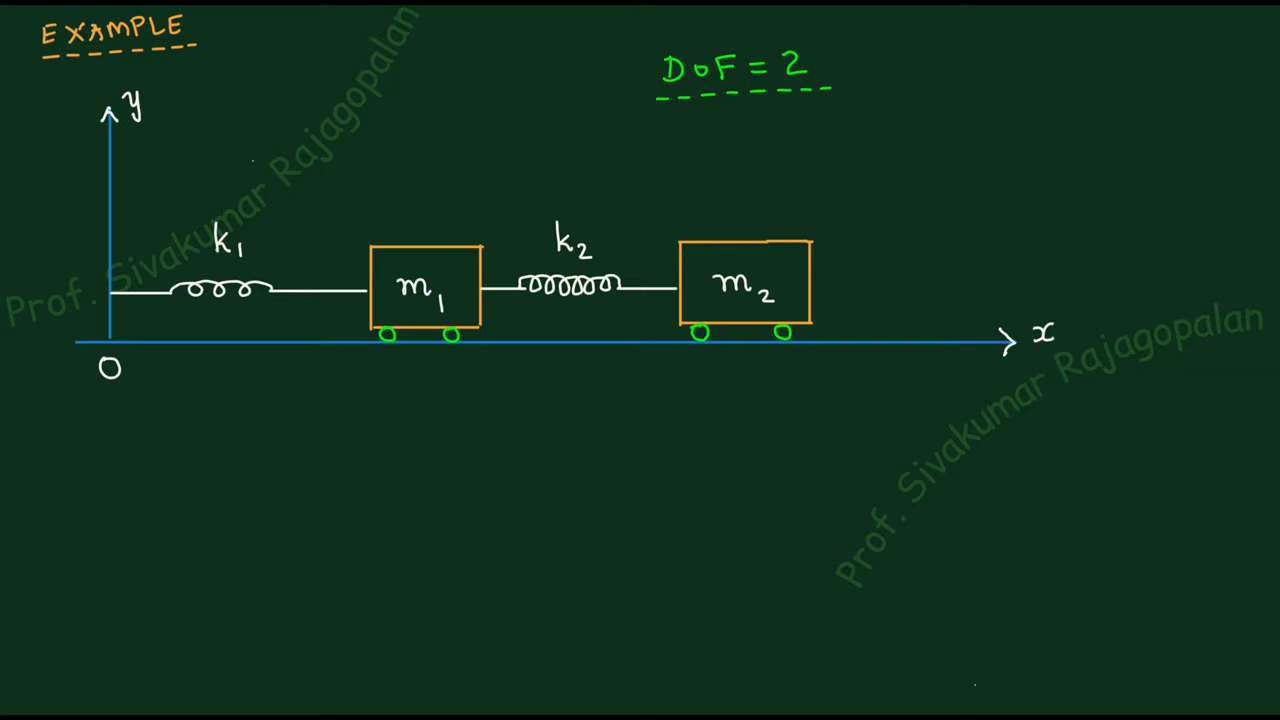 EXAMPLE
DOF = 2
y
k1
k2
m1
m2
x
O
Prof. Sivakumar Rajagopalan
Prof. Sivakumar Rajagopalan